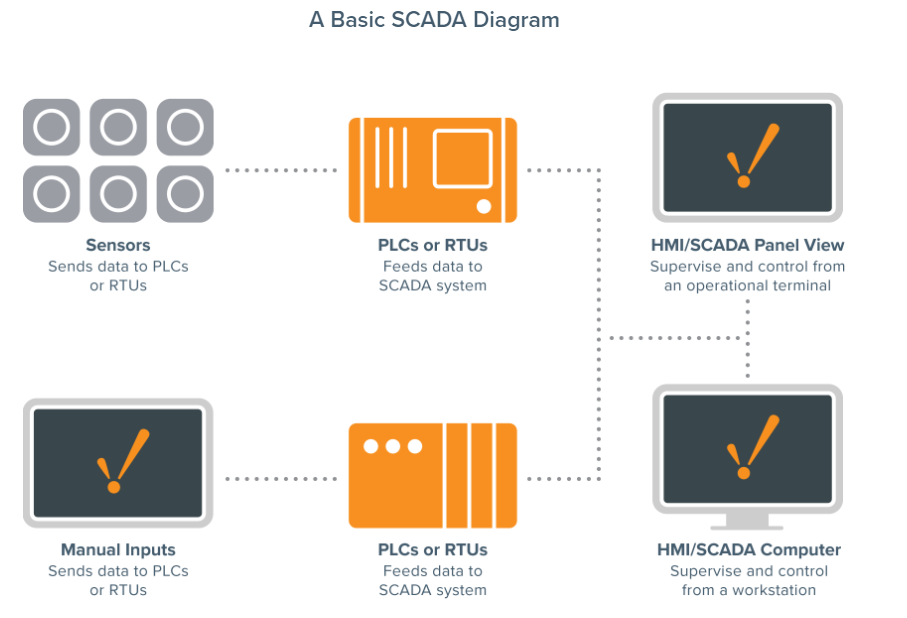 A Basic SCADA Diagram
Sensors
Sends data to PLCs
or RTUs
PLCs or RTUs
Feeds data to
SCADA system
HMI/SCADA Panel View
Supervise and control from
an operational terminal
Manual Inputs
Sends data to PLCs
or RTUs
PLCs or RTUs
Feeds data to
SCADA system
HMI/SCADA Computer
Supervise and control
from a workstation